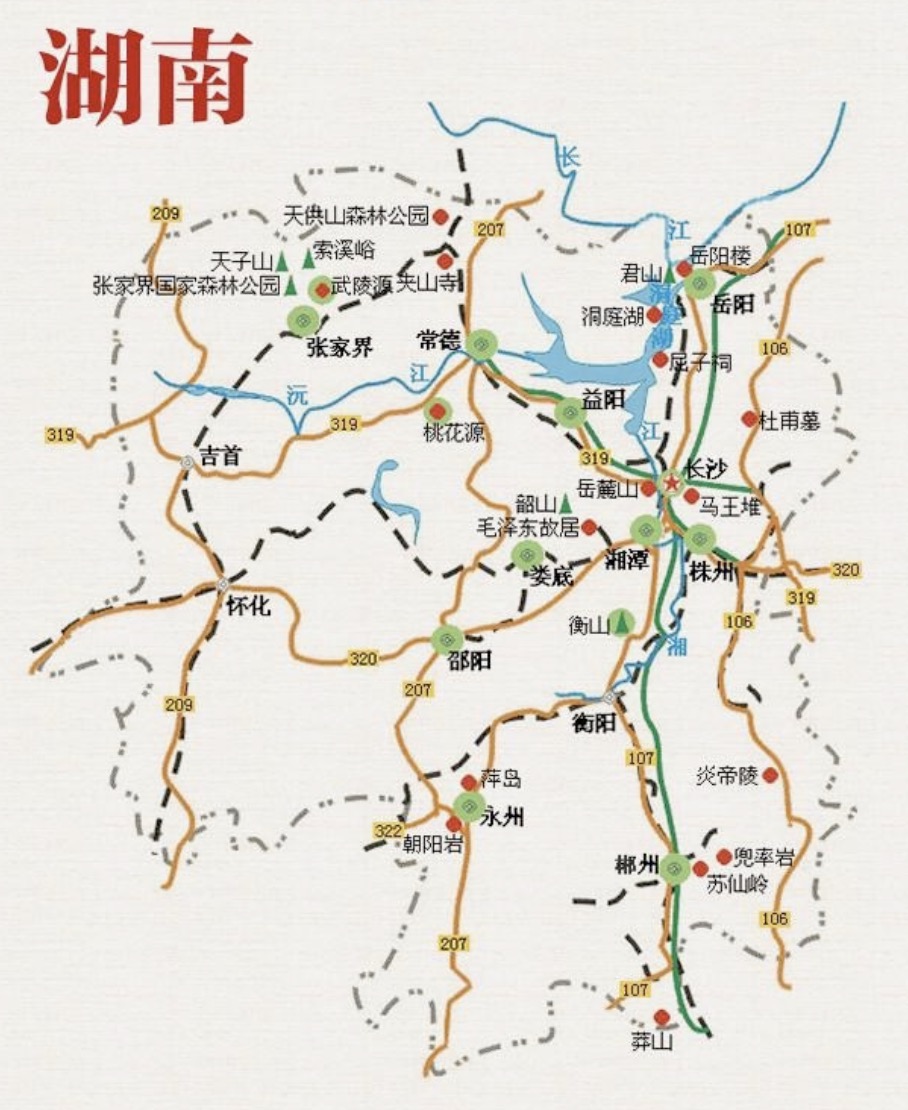 湖南
长
209
天供山森林公园
207
江
107
索溪峪
天子山
岳阳楼
君山
张家界国家森林公园
武陵源
夹山寺
洞庭湖
岳阳
洞庭湖
张家界
常德
106
屈子祠
沅
江
益阳
319
319
桃花源
江
杜甫墓
吉首
319
长沙
岳麓山
韶山
马王堆
毛泽东故居
湘潭
株州
娄底
320
怀化
319
106
衡山
湘
320
邵阳
207
209
衡阳
107
萍岛
炎帝陵
永州
322
朝阳岩
郴州
兜率岩
苏仙岭
106
207
107
莽山